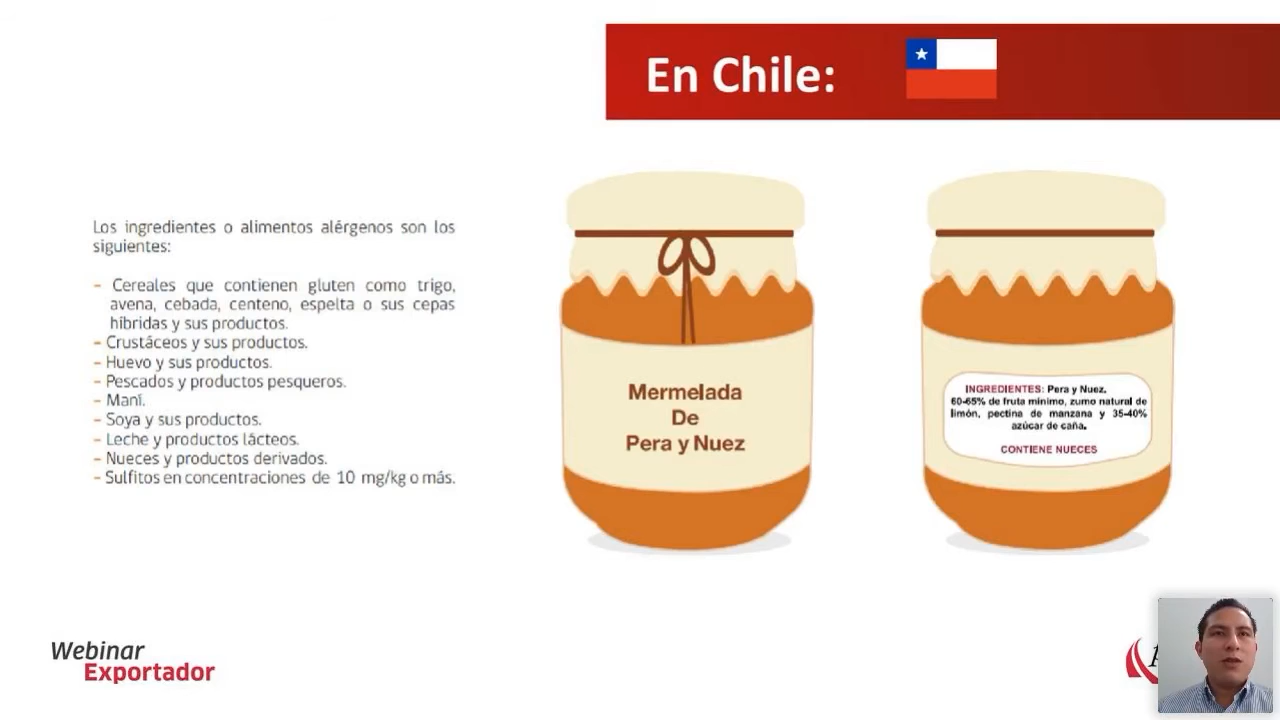 En Chile:
Los ingredientes o alimentos alérgenos son los
siguientes:
– Cereales que contienen gluten como trigo,
avena, cebada, centeno, espelta o sus cepas
híbridas y sus productos.
– Crustáceos y sus productos.
– Huevo y sus productos.
– Pescados y productos pesqueros.
– Maní.
– Soya y sus productos.
– Leche y productos lácteos.
– Nueces y productos derivados.
– Sulfitos en concentraciones de 10 mg/kg o más.
Mermelada
De
Pera y Nuez
INGREDIENTES: Pera y Nuez.
60-65% de fruta mínimo, zumo natural de
limón, pectina de manzana y 35-40%
azúcar de caña.
CONTIENE NUECES
Webinar
Exportador